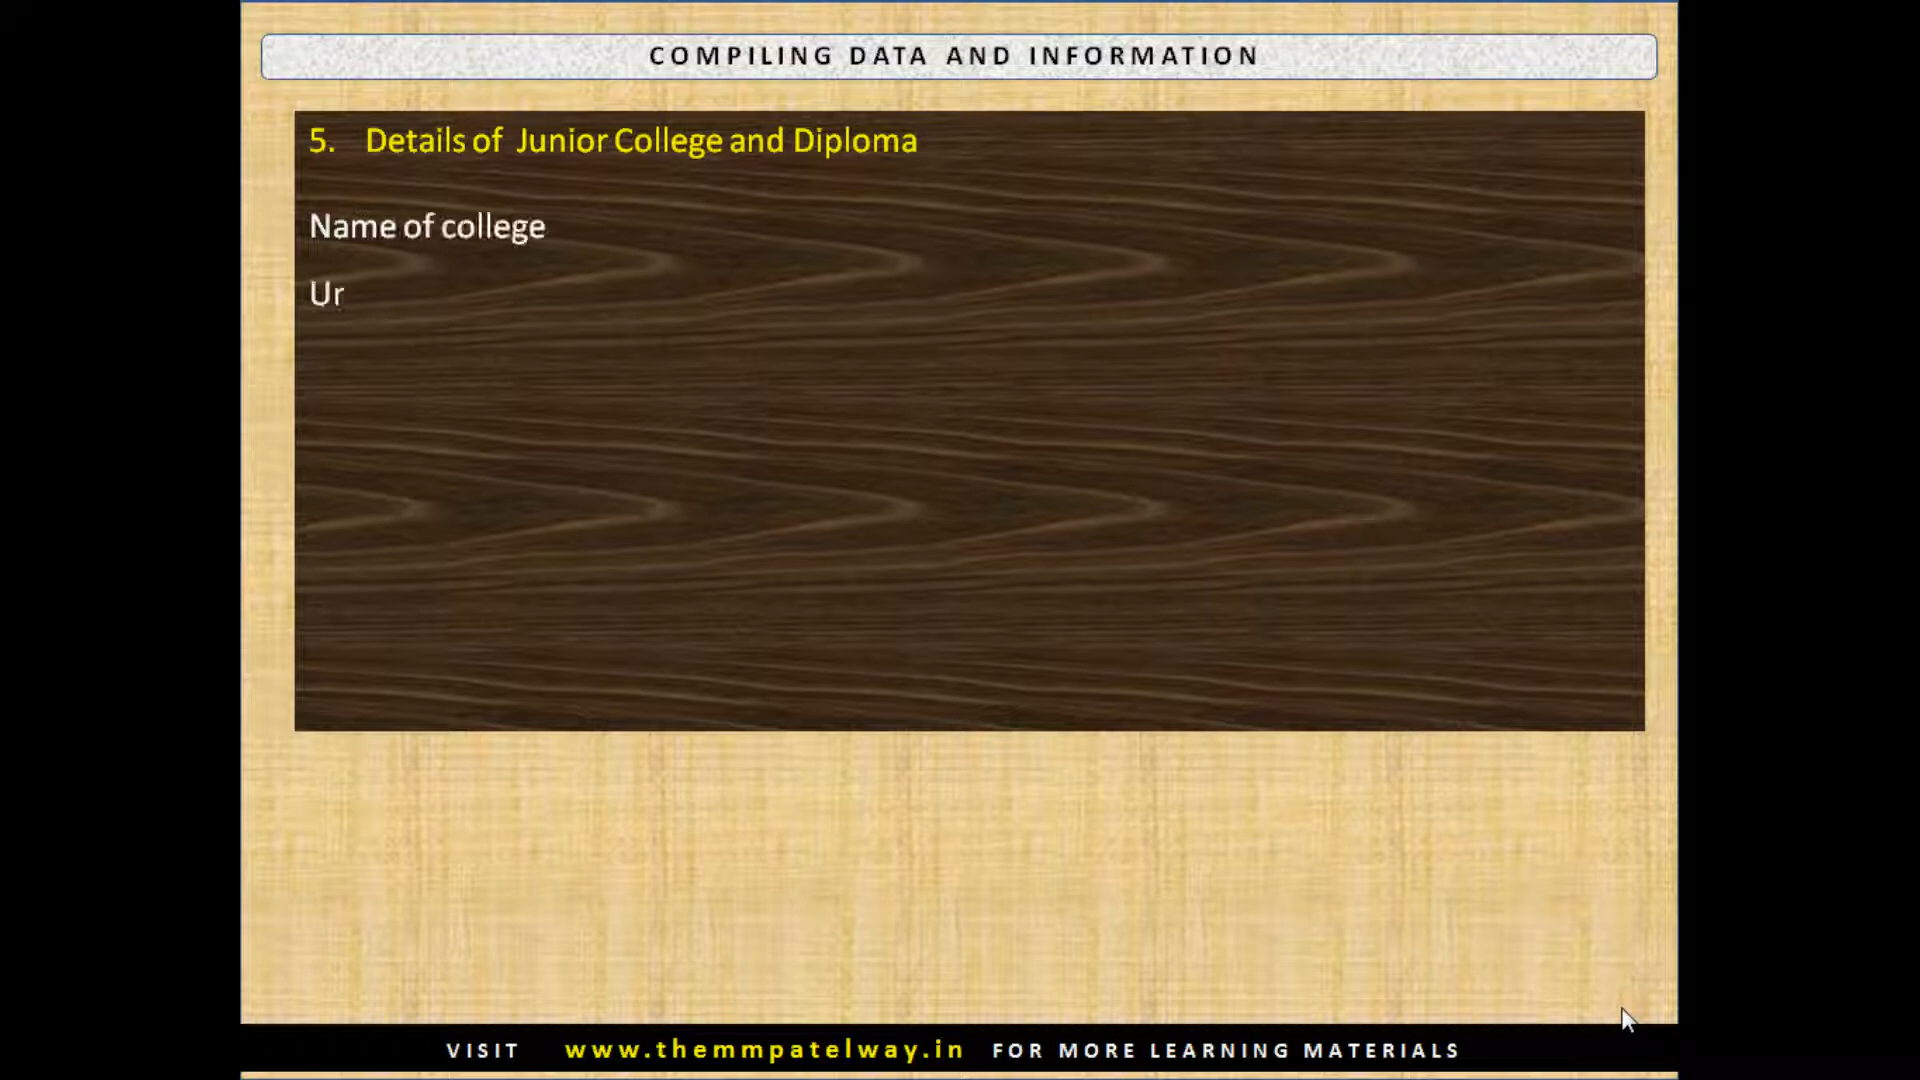 COMPILING DATA AND INFORMATION
5. Details of Junior College and Diploma
Name of college
Ur
VISIT www.themmpatelway.in FOR MORE LEARNING MATERIALS